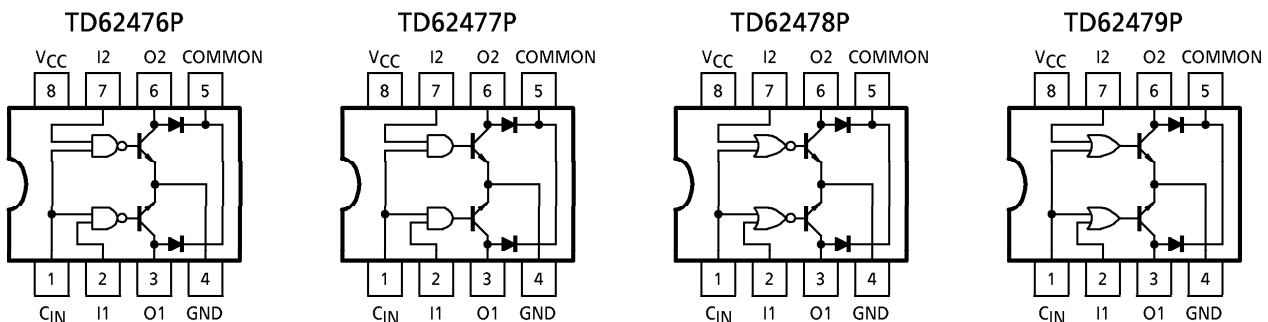 TD62476P
TD62477P
TD62478P
TD62479P
VCC I2 O2 COMMON
VCC I2 O2 COMMON
VCC I2 O2 COMMON
VCC I2 O2 COMMON
8 7 6 5
8 7 6 5
8 7 6 5
8 7 6 5
1 2 3 4
1 2 3 4
1 2 3 4
1 2 3 4
CIN I1 O1 GND
CIN I1 O1 GND
CIN I1 O1 GND
CIN I1 O1 GND